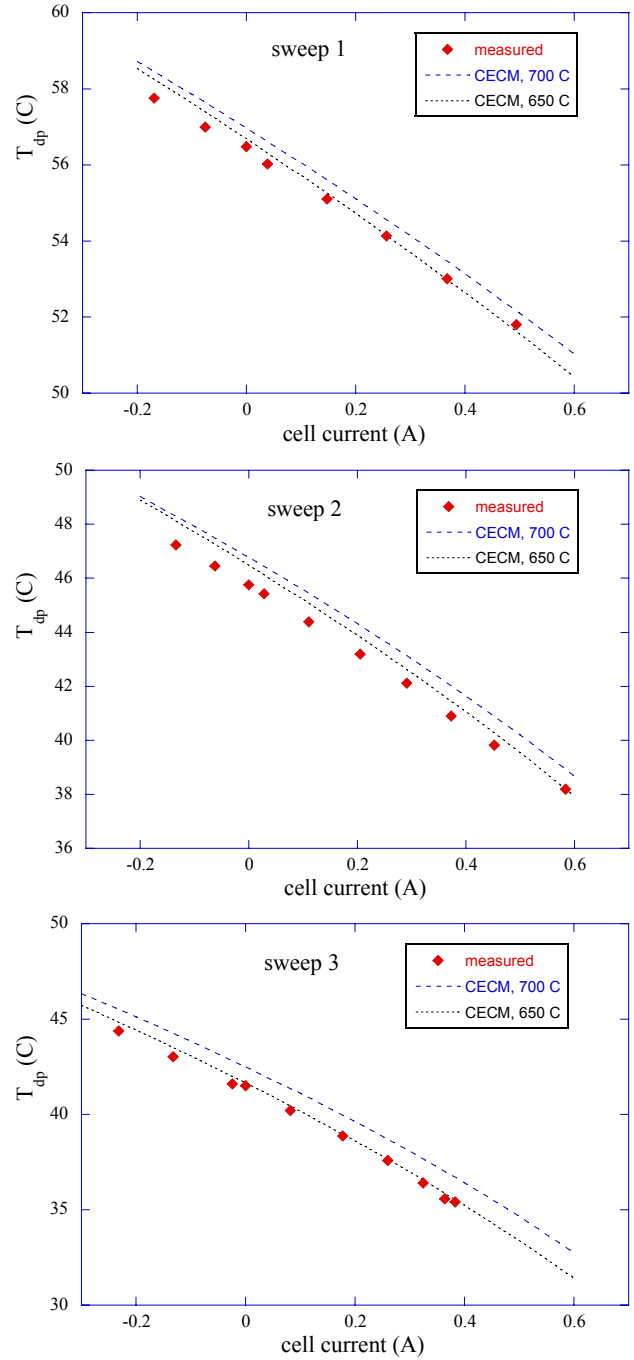 60
sweep 1
measured
CECM, 700 C
CECM, 650 C
58
56
54
52
50
T_dp (C)
-0.2 0 0.2 0.4 0.6
cell current (A)
50
sweep 2
measured
CECM, 700 C
CECM, 650 C
48
46
44
42
40
38
36
T_dp (C)
-0.2 0 0.2 0.4 0.6
cell current (A)
50
sweep 3
measured
CECM, 700 C
CECM, 650 C
45
40
35
30
T_dp (C)
-0.2 0 0.2 0.4 0.6
cell current (A)